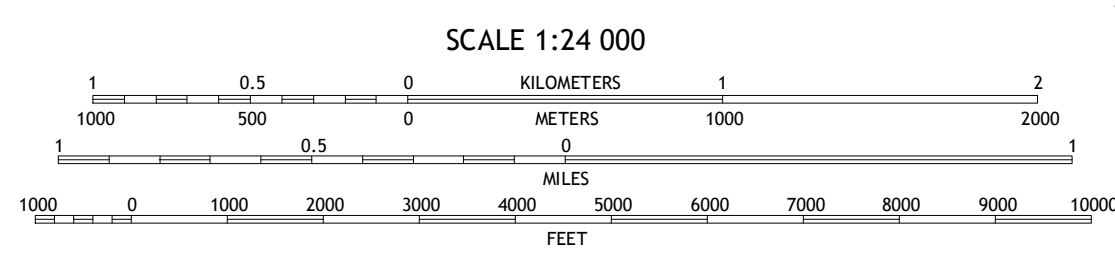 SCALE 1:24 000
1 0.5 0 KILOMETERS 1 2
1000 500 0 METERS 1000 2000
1 0.5 0 1
MILES
1000 0 1000 2000 3000 4000 5000 6000 7000 8000 9000 10000
FEET